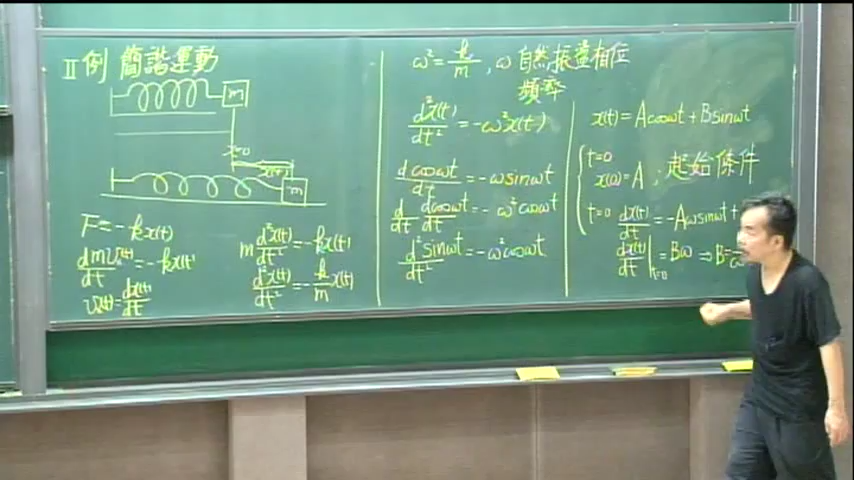 II 例 簡諧運動
m
x=0
x(t)
m
F = -kx(t)
dmv(t)/dt = -kx(t)
v(t) = dx(t)/dt
m d²x(t)/dt² = -kx(t)
d²x(t)/dt² = -k/m x(t)
ω² = k/m , ω 自然振盪相位
頻率
d²x(t)/dt² = -ω²x(t)
d cosωt/dt = -ω sinωt
d/dt dcosωt/dt = -ω² cosωt
d² sinωt/dt² = -ω² cosωt
x(t) = A cosωt + B sinωt
t=0
x(0) = A , 起始條件
t=0 dx(t)/dt = -Aω sinωt +
dx(t)/dt |t=0 = Bω ⇒ B=